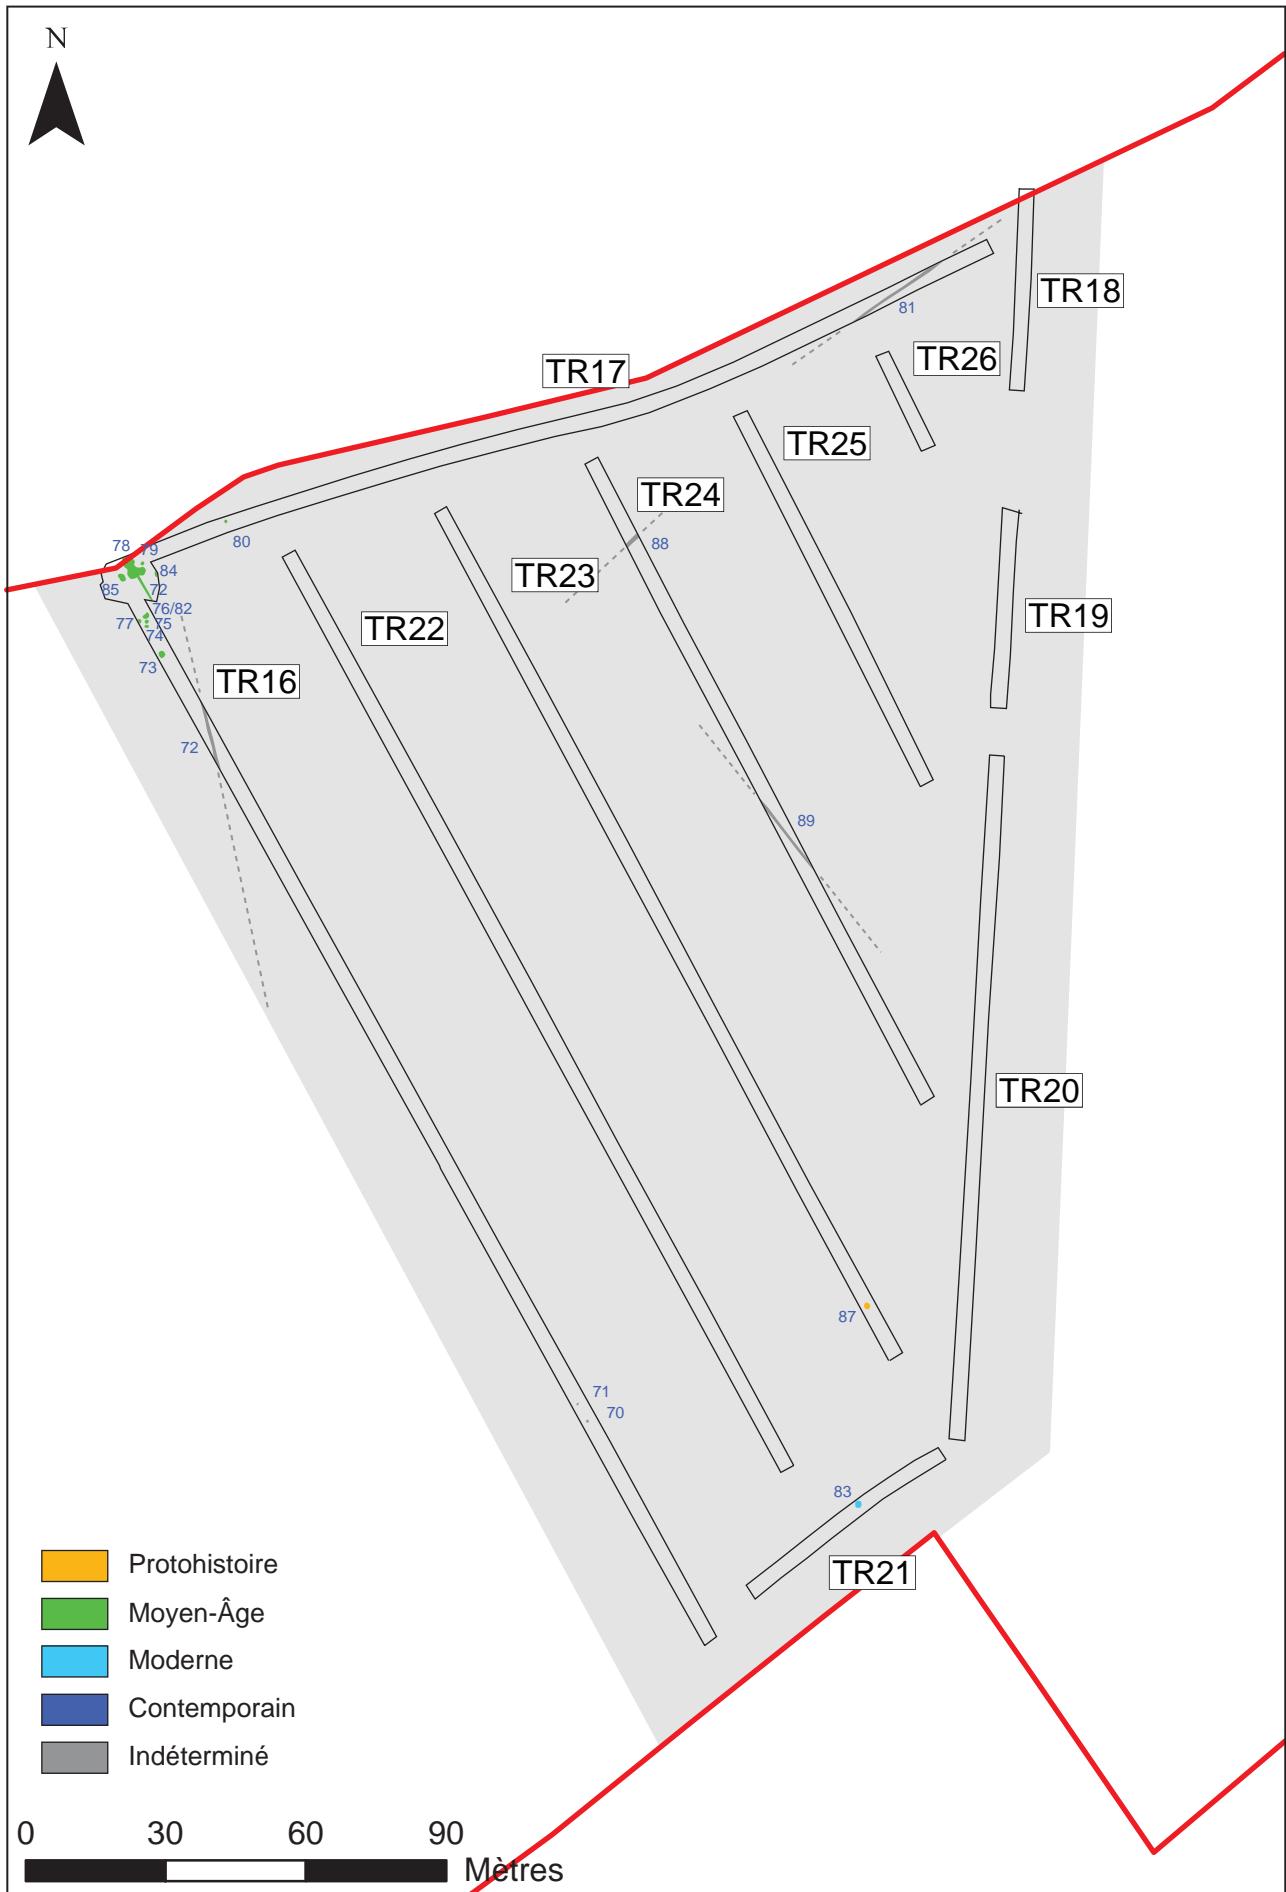 N
TR18
81
TR26
TR17
TR25
TR24
80
78
79
88
84
TR23
85
72
76/82
TR22
TR19
77
75
74
73
TR16
72
89
TR20
87
71
70
83
TR21
Protohistoire
Moyen-Âge
Moderne
Contemporain
Indéterminé
0 30 60 90
Mètres